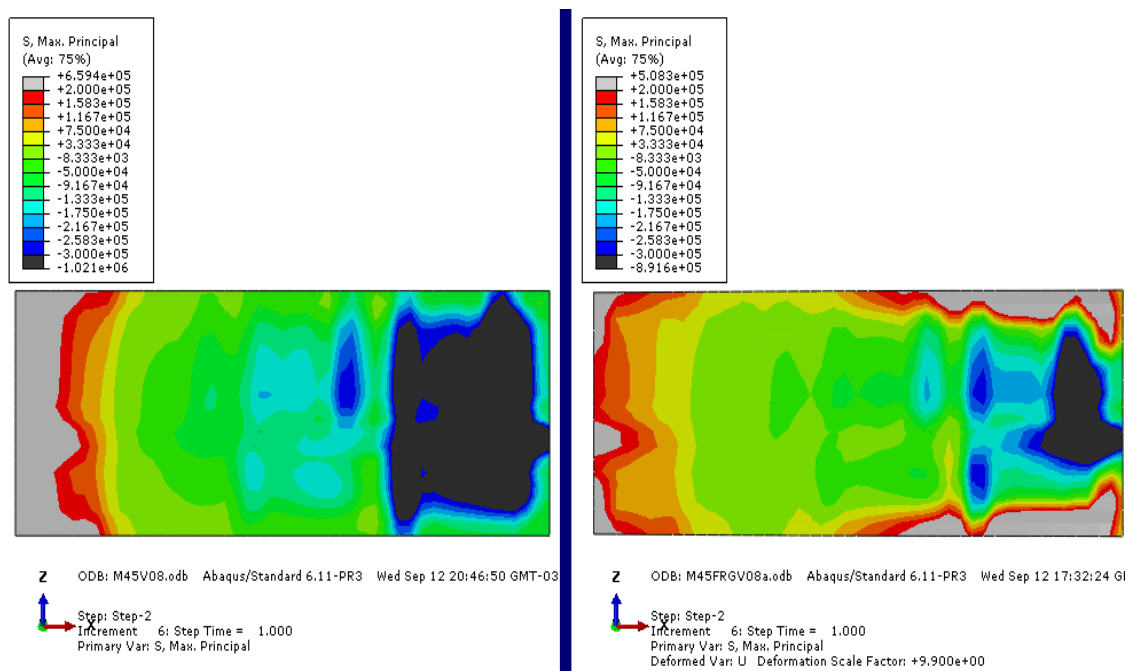 S, Max. Principal
(Avg: 75%)
+6.594e+05
+2.000e+05
+1.583e+05
+1.167e+05
+7.500e+04
+3.333e+04
-8.333e+03
-5.000e+04
-9.167e+04
-1.333e+05
-1.750e+05
-2.167e+05
-2.583e+05
-3.000e+05
-1.021e+06
Z
X
ODB: M45V08.odb Abaqus/Standard 6.11-PR3 Wed Sep 12 20:46:50 GMT-03
Step: Step-2
Increment 6: Step Time = 1.000
Primary Var: S, Max. Principal
S, Max. Principal
(Avg: 75%)
+5.083e+05
+2.000e+05
+1.583e+05
+1.167e+05
+7.500e+04
+3.333e+04
-8.333e+03
-5.000e+04
-9.167e+04
-1.333e+05
-1.750e+05
-2.167e+05
-2.583e+05
-3.000e+05
-8.916e+05
Z
X
ODB: M45FRGV08a.odb Abaqus/Standard 6.11-PR3 Wed Sep 12 17:32:24
Step: Step-2
Increment 6: Step Time = 1.000
Primary Var: S, Max. Principal
Deformed Var: U Deformation Scale Factor: +9.900e+00